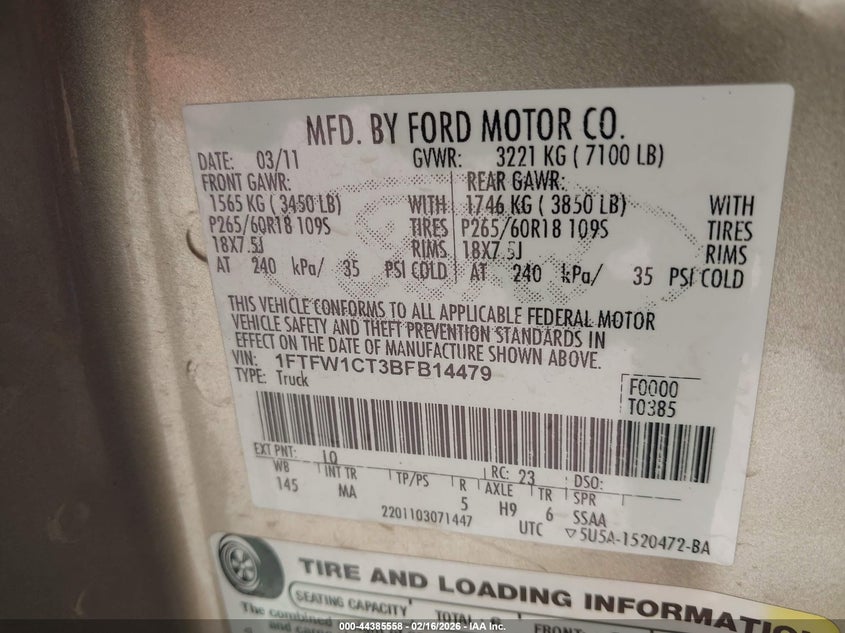 MFD. BY FORD MOTOR CO.
DATE: 03/11 GVWR: 3221 KG ( 7100 LB)
FRONT GAWR: REAR GAWR:
1565 KG ( 3450 LB) WITH 1746 KG ( 3850 LB) WITH
P265/60R18 109S TIRES P265/60R18 109S TIRES
18X7.5J RIMS 18X7.5J RIMS
AT 240 kPa/ 35 PSI COLD AT 240 kPa/ 35 PSI COLD
THIS VEHICLE CONFORMS TO ALL APPLICABLE FEDERAL MOTOR
VEHICLE SAFETY AND THEFT PREVENTION STANDARDS IN
EFFECT ON THE DATE OF MANUFACTURE SHOWN ABOVE.
VIN: 1FTFW1CT3BFB14479
TYPE: Truck
F0000
T0385
EXT PNT: LQ RC: 23 DSO:
WB INT TR TP/PS R AXLE TR SPR
145 MA 5 H9 6 SSAA
2201103071447 UTC ▽5U5A-1520472-BA
TIRE AND LOADING INFORMATION
SEATING CAPACITY TOTAL
The combined
FRONT
000-44385558 - 02/16/2026 - IAA Inc.